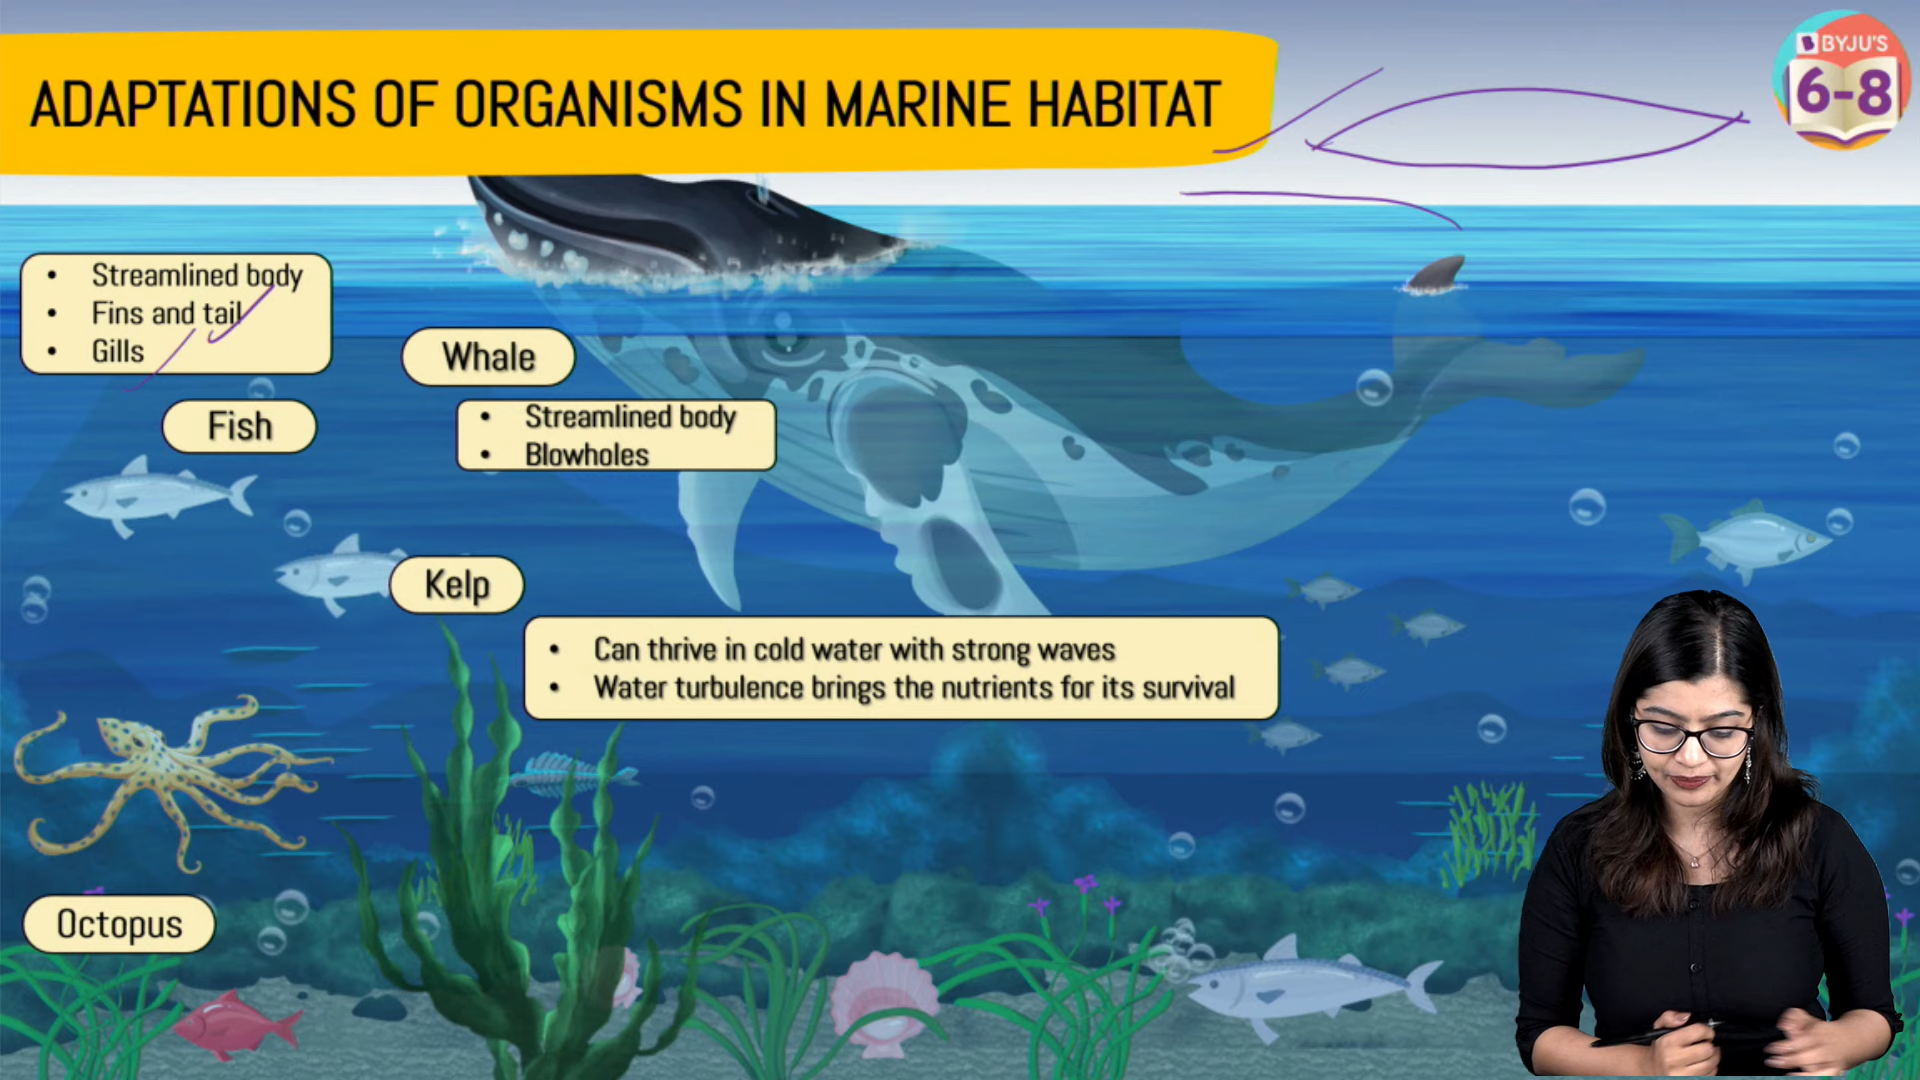 ADAPTATIONS OF ORGANISMS IN MARINE HABITAT
BYJU'S
6-8
• Streamlined body
• Fins and tail
• Gills
Fish
Whale
• Streamlined body
• Blowholes
Kelp
• Can thrive in cold water with strong waves
• Water turbulence brings the nutrients for its survival
Octopus